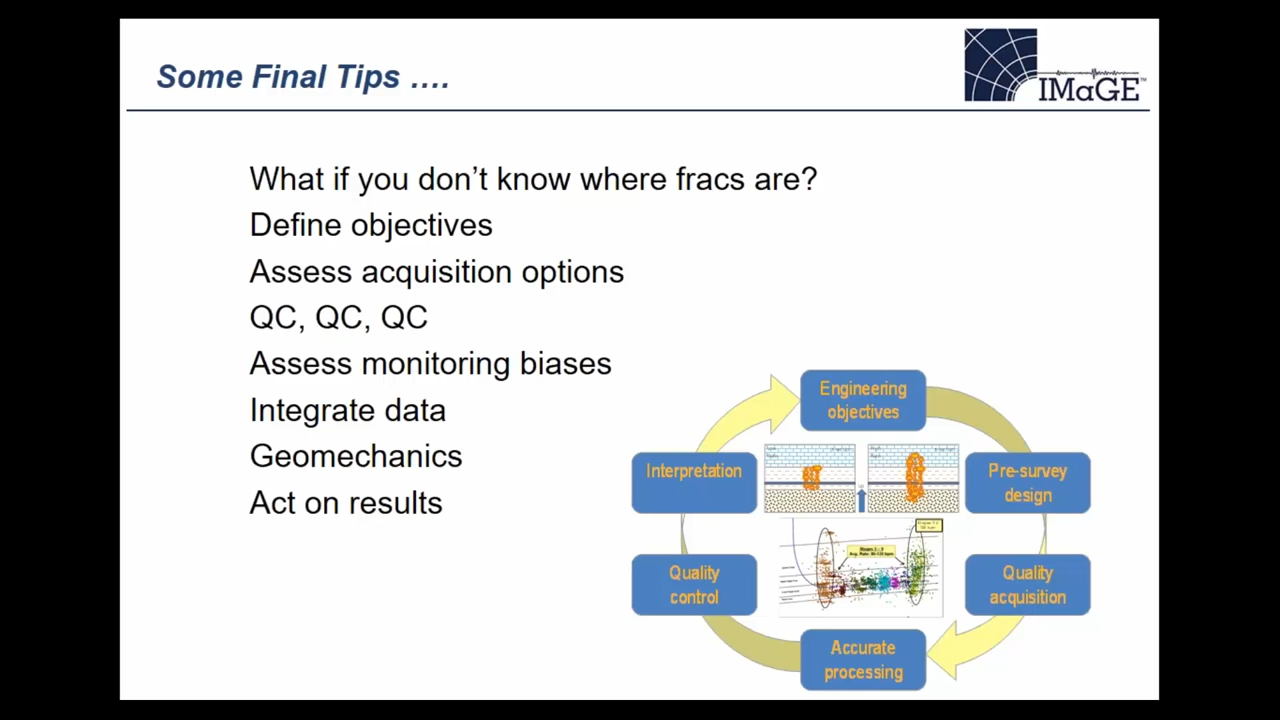 Some Final Tips ....
IMaGE™
What if you don't know where fracs are?
Define objectives
Assess acquisition options
QC, QC, QC
Assess monitoring biases
Integrate data
Geomechanics
Act on results
Engineering
objectives
Interpretation
Pre-survey
design
Quality
control
Quality
acquisition
Accurate
processing